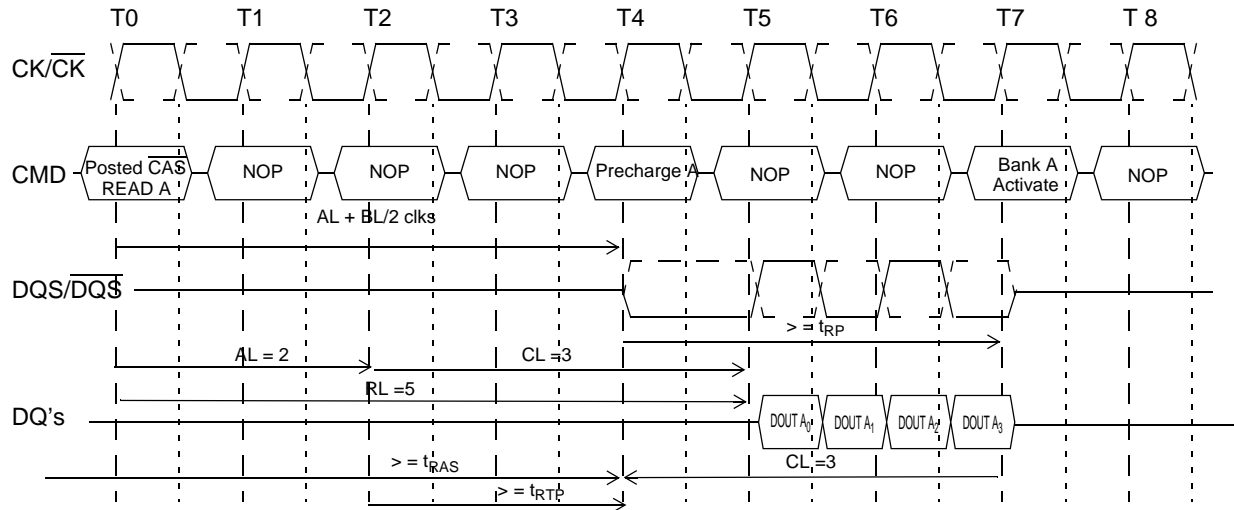 T0 T1 T2 T3 T4 T5 T6 T7 T 8
CK/CK
CMD
Posted CAS
READ A
NOP
NOP
NOP
Precharge A
NOP
NOP
Bank A
Activate
NOP
AL + BL/2 clks
DQS/DQS
> = tRP
AL = 2
CL =3
RL =5
DQ's
DOUT A0
DOUT A1
DOUT A2
DOUT A3
> = tRAS
CL =3
> = tRTP